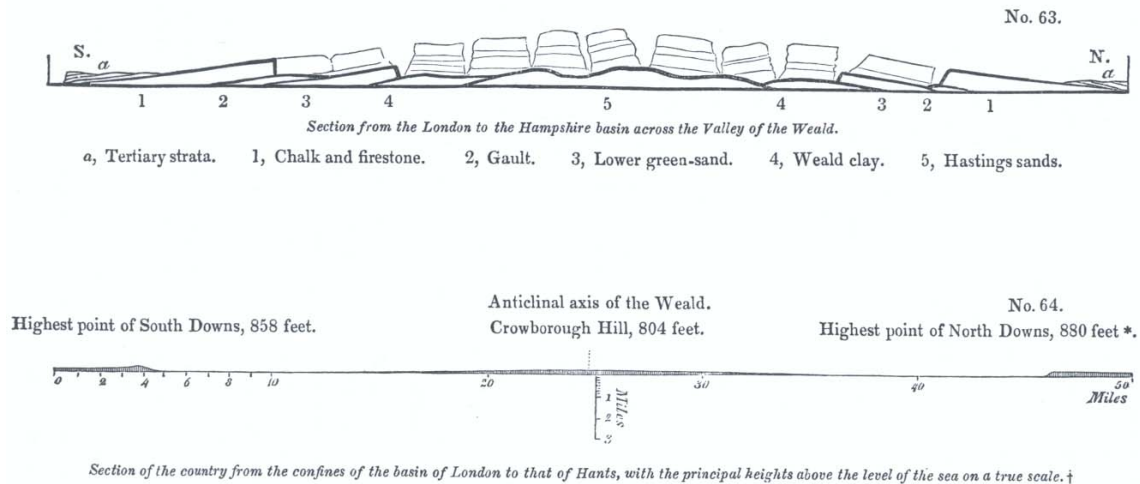 No. 63.
S.
a
N.
a
1 2 3 4 5 4 3 2 1
Section from the London to the Hampshire basin across the Valley of the Weald.
a, Tertiary strata. 1, Chalk and firestone. 2, Gault. 3, Lower green-sand. 4, Weald clay. 5, Hastings sands.
Anticlinal axis of the Weald.
No. 64.
Highest point of South Downs, 858 feet.
Crowborough Hill, 804 feet.
Highest point of North Downs, 880 feet *.
0 2 4 6 8 10 20 30 40 50
Miles
1
2
3
Miles
Section of the country from the confines of the basin of London to that of Hants, with the principal heights above the level of the sea on a true scale. †